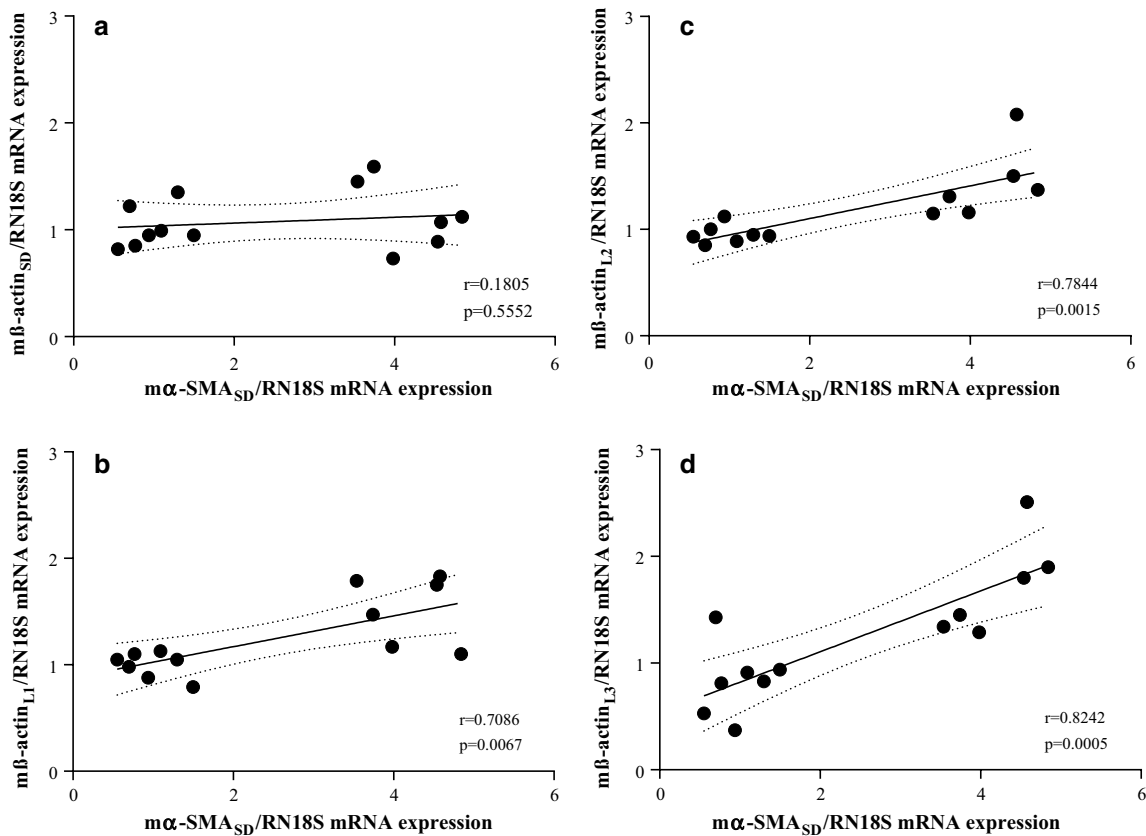 a
mß-actinSD/RN18S mRNA expression
3
2
1
0
r=0.1805
p=0.5552
0 2 4 6
mα-SMASD/RN18S mRNA expression
c
mß-actinL2/RN18S mRNA expression
3
2
1
0
r=0.7844
p=0.0015
0 2 4 6
mα-SMASD/RN18S mRNA expression
b
mß-actinL1/RN18S mRNA expression
3
2
1
0
r=0.7086
p=0.0067
0 2 4 6
mα-SMASD/RN18S mRNA expression
d
mß-actinL3/RN18S mRNA expression
3
2
1
0
r=0.8242
p=0.0005
0 2 4 6
mα-SMASD/RN18S mRNA expression